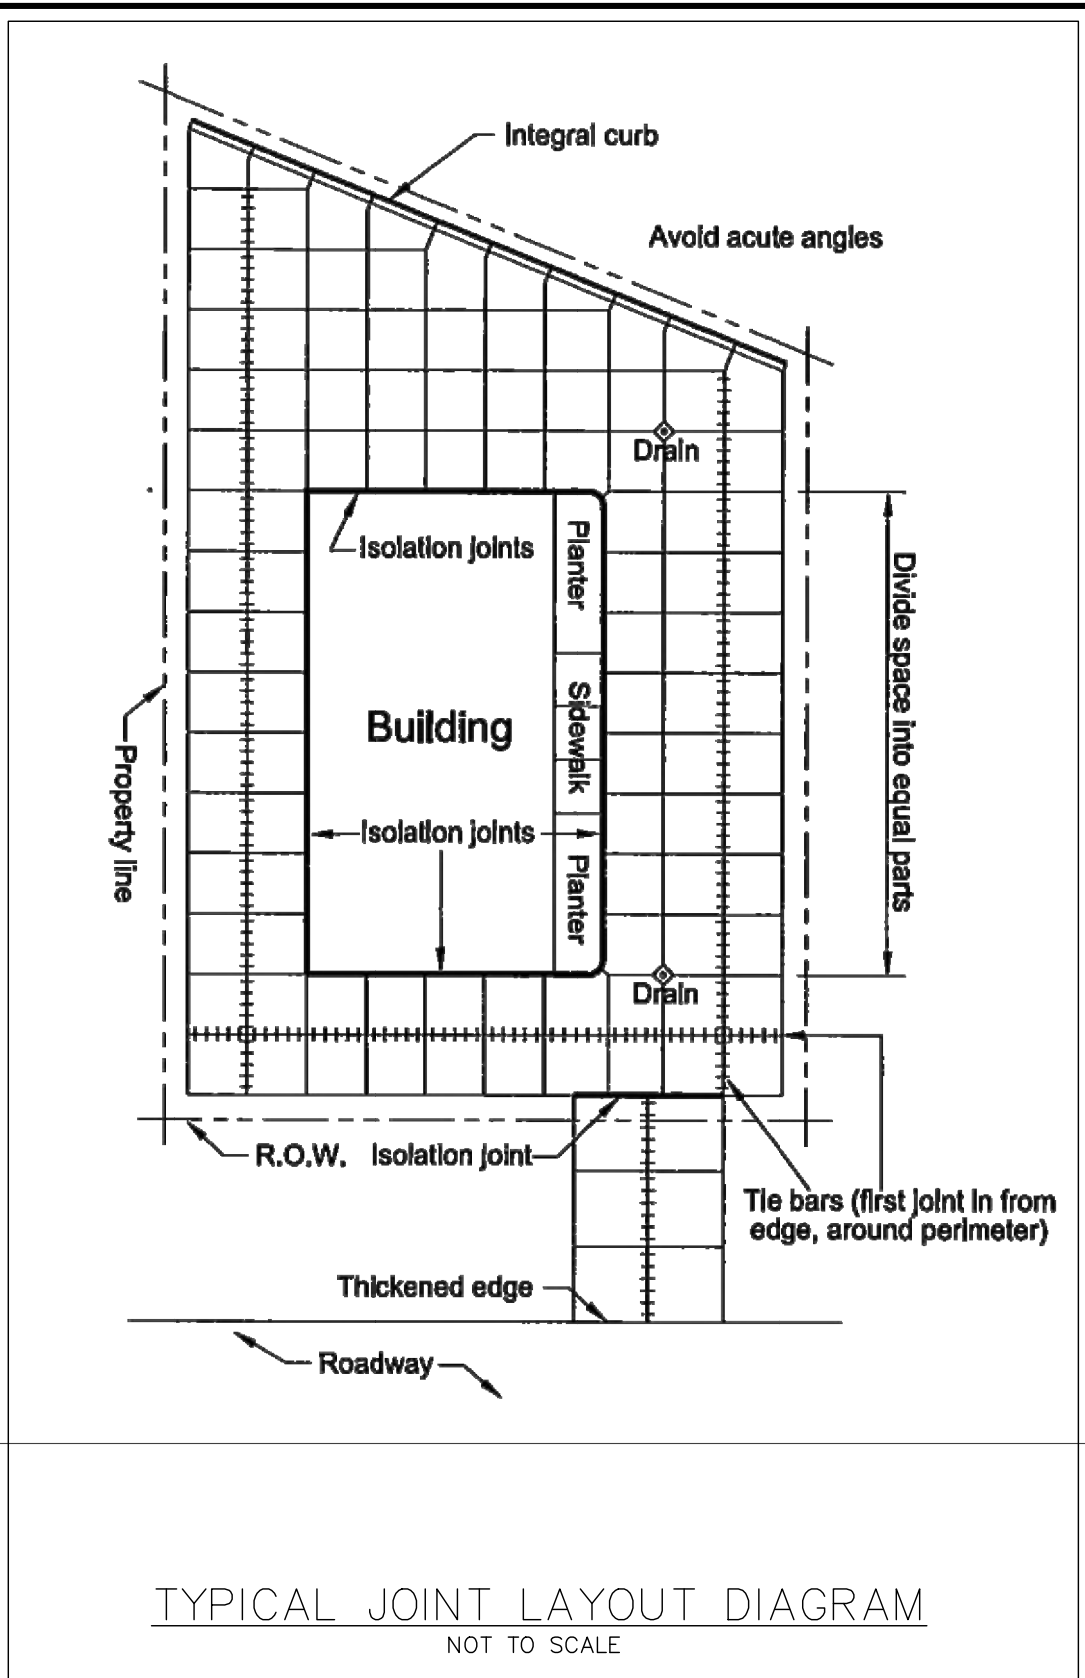 Integral curb
Avoid acute angles
Drain
Isolation joints
Planter
Divide space into equal parts
Sidewalk
Building
Property line
Isolation joints
Planter
Drain
R.O.W.
Isolation joint
Tie bars (first joint in from
edge, around perimeter)
Thickened edge
Roadway
TYPICAL JOINT LAYOUT DIAGRAM
NOT TO SCALE